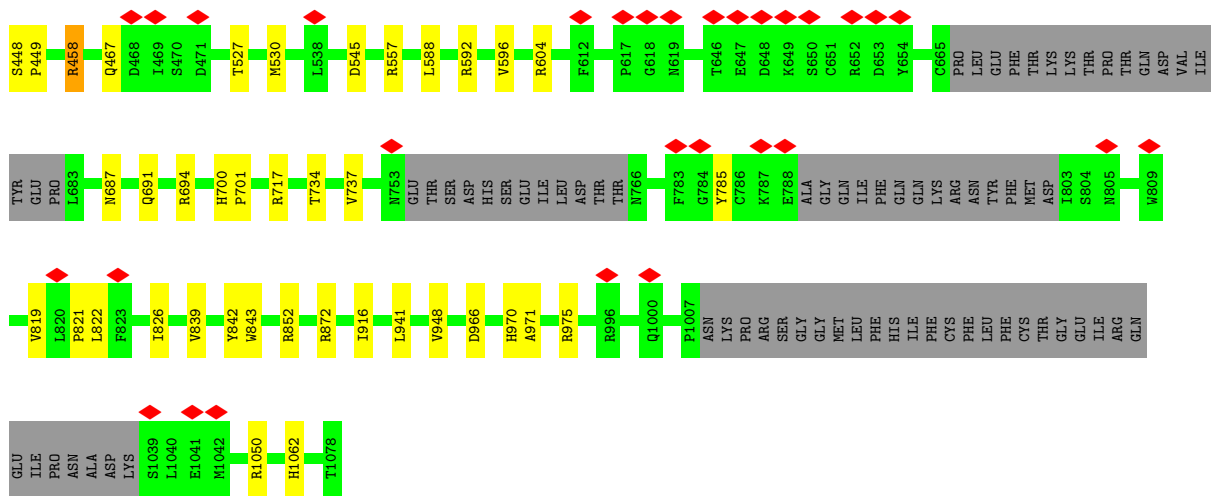 S448 P449 R458 Q467 D468 I469 S470 D471 T527 M530 L538 D545 R557 L588 R592 V596 R604 F612 P617 G618 N619 T646 E647 D648 K649 S650 C651 R652 D653 Y654 C665 PRO LEU GLU PHE THR LYS LYS THR PRO THR GLN ASP VAL ILE
TYR GLU PRO L683 N687 Q691 R694 H700 P701 R717 T734 V737 N753 GLU THR SER ASP HIS SER GLU ILE LEU ASP THR THR N766 F783 G784 Y785 C786 K787 E788 ALA GLY GLN ILE PHE GLN GLN LYS ARG ASN TYR PHE MET ASP I803 S804 N805 W809
V819 L820 P821 L822 F823 I826 V839 Y842 W843 R852 R872 I916 L941 V948 D966 H970 A971 R975 R996 Q1000 P1007 ASN LYS PRO ARG SER GLY GLY MET LEU PHE HIS ILE PHE CYS PHE LEU PHE CYS THR GLY GLU ILE ARG GLN
GLU ILE PRO ASN ALA ASP LYS S1039 L1040 E1041 M1042 R1050 H1062 T1078